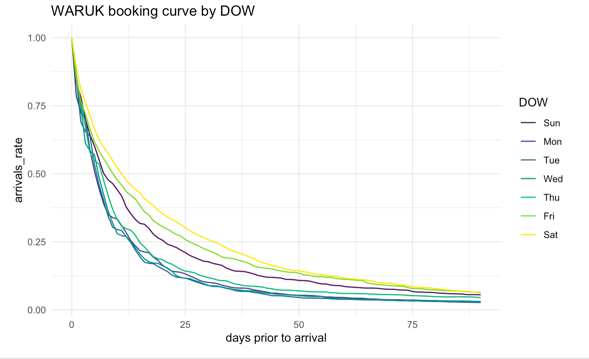 WARUK booking curve by DOW
1.00
0.75
0.50
0.25
0.00
arrivals_rate
0
25
50
75
days prior to arrival
DOW
Sun
Mon
Tue
Wed
Thu
Fri
Sat